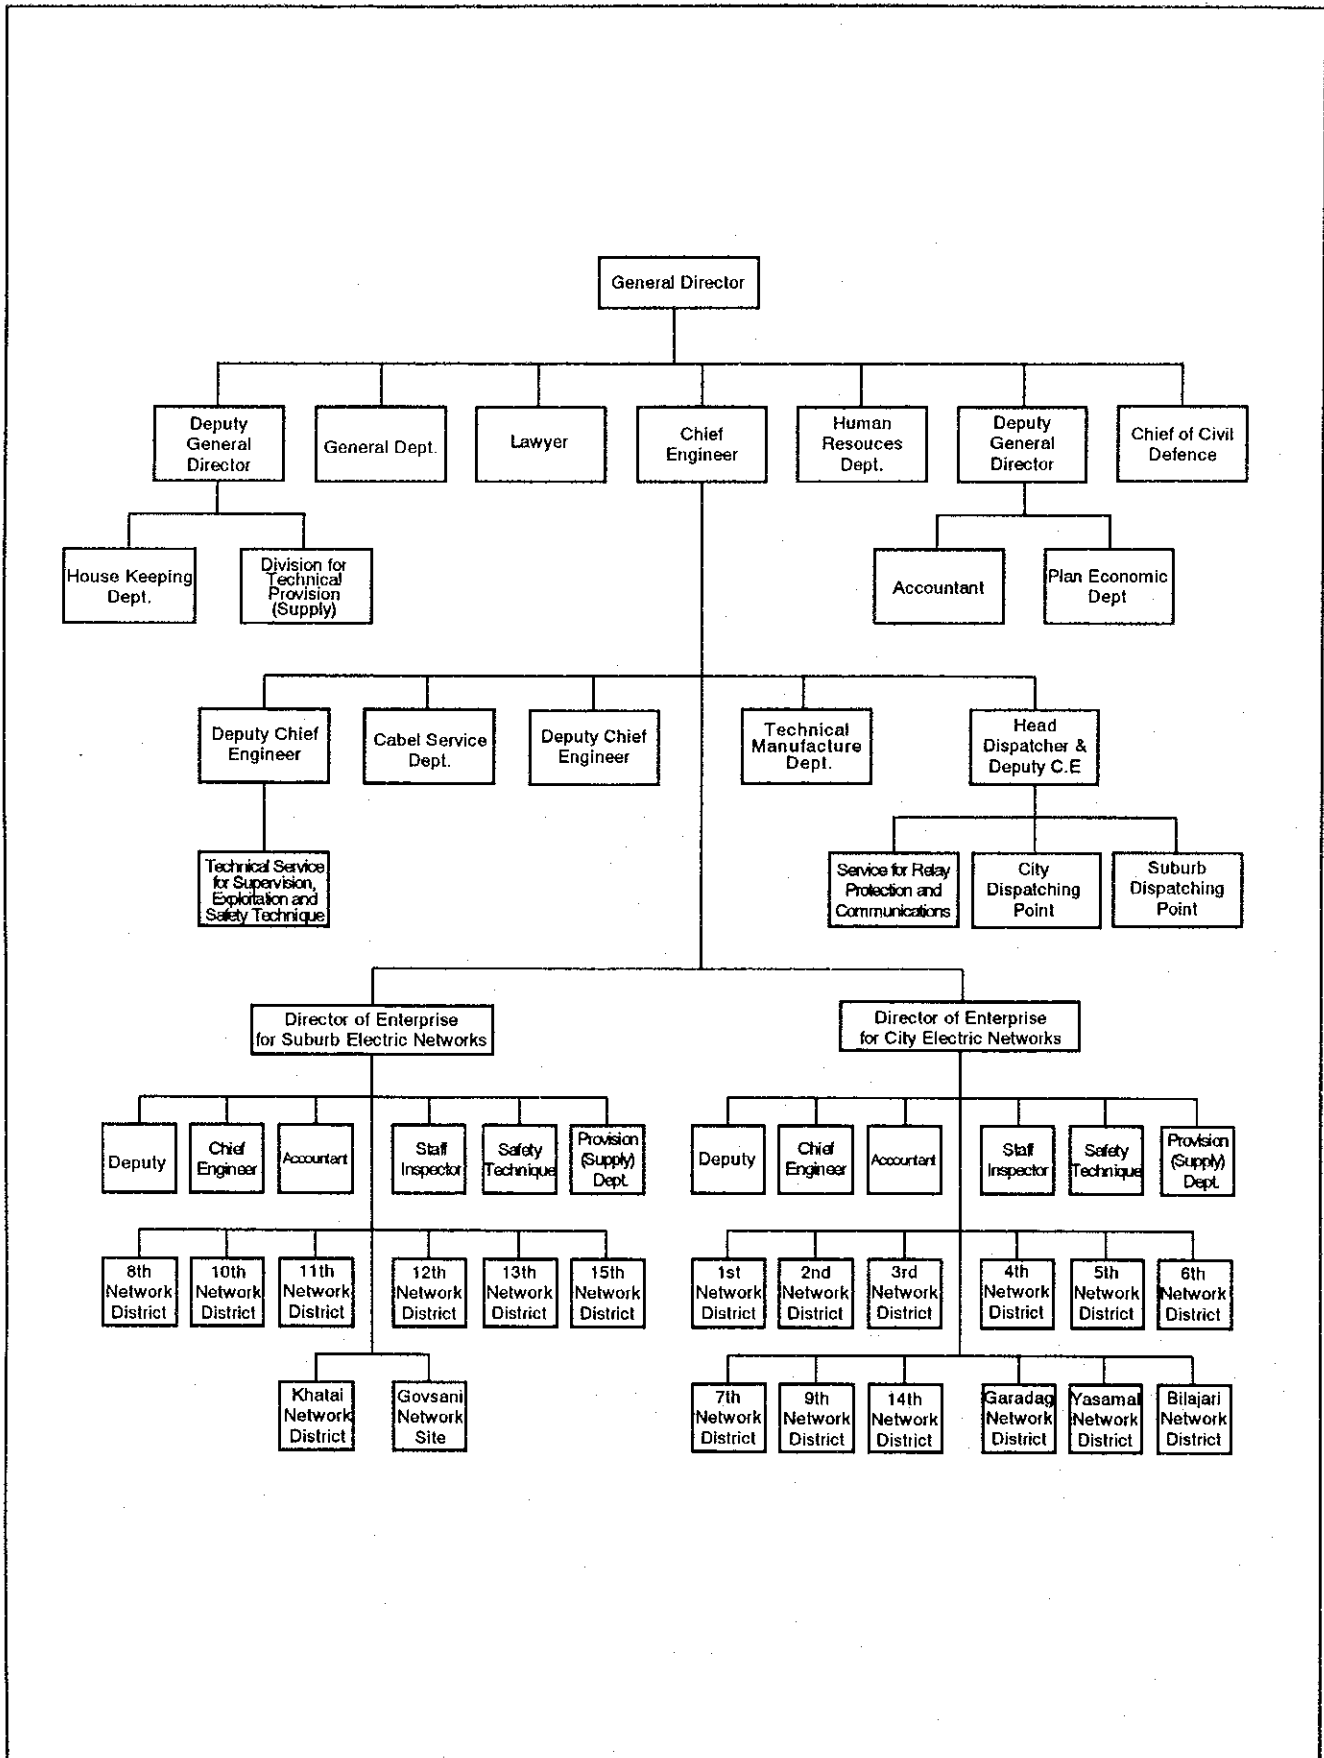 General Director
Deputy
General
Director
General Dept.
Lawyer
Chief
Engineer
Human
Resouces
Dept.
Deputy
General
Director
Chief of Civil
Defence
House Keeping
Dept.
Division for
Technical
Provision
(Supply)
Accountant
Plan Economic
Dept
Deputy Chief
Engineer
Cabel Service
Dept.
Deputy Chief
Engineer
Technical
Manufacture
Dept.
Head
Dispatcher &
Deputy C.E
Technical Service
for Supervision,
Exploitation and
Safety Technique
Service for Relay
Protection and
Communications
City
Dispatching
Point
Suburb
Dispatching
Point
Director of Enterprise
for Suburb Electric Networks
Director of Enterprise
for City Electric Networks
Deputy
Chief
Engineer
Accountant
Staff
Inspector
Safety
Technique
Provision
(Supply)
Dept.
Deputy
Chief
Engineer
Accountant
Staff
Inspector
Safety
Technique
Provision
(Supply)
Dept.
8th
Network
District
10th
Network
District
11th
Network
District
12th
Network
District
13th
Network
District
15th
Network
District
1st
Network
District
2nd
Network
District
3rd
Network
District
4th
Network
District
5th
Network
District
6th
Network
District
Khatai
Network
District
Govsani
Network
Site
7th
Network
District
9th
Network
District
14th
Network
District
Garadag
Network
District
Yasamal
Network
District
Bilajari
Network
District